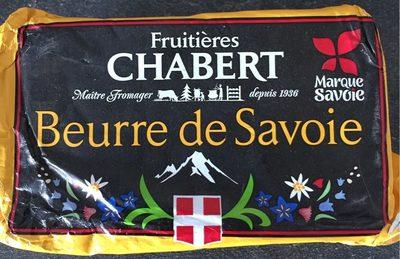 Fruitières
CHABERT
Maître Fromager depuis 1936
Marque
Savoie
Beurre de Savoie